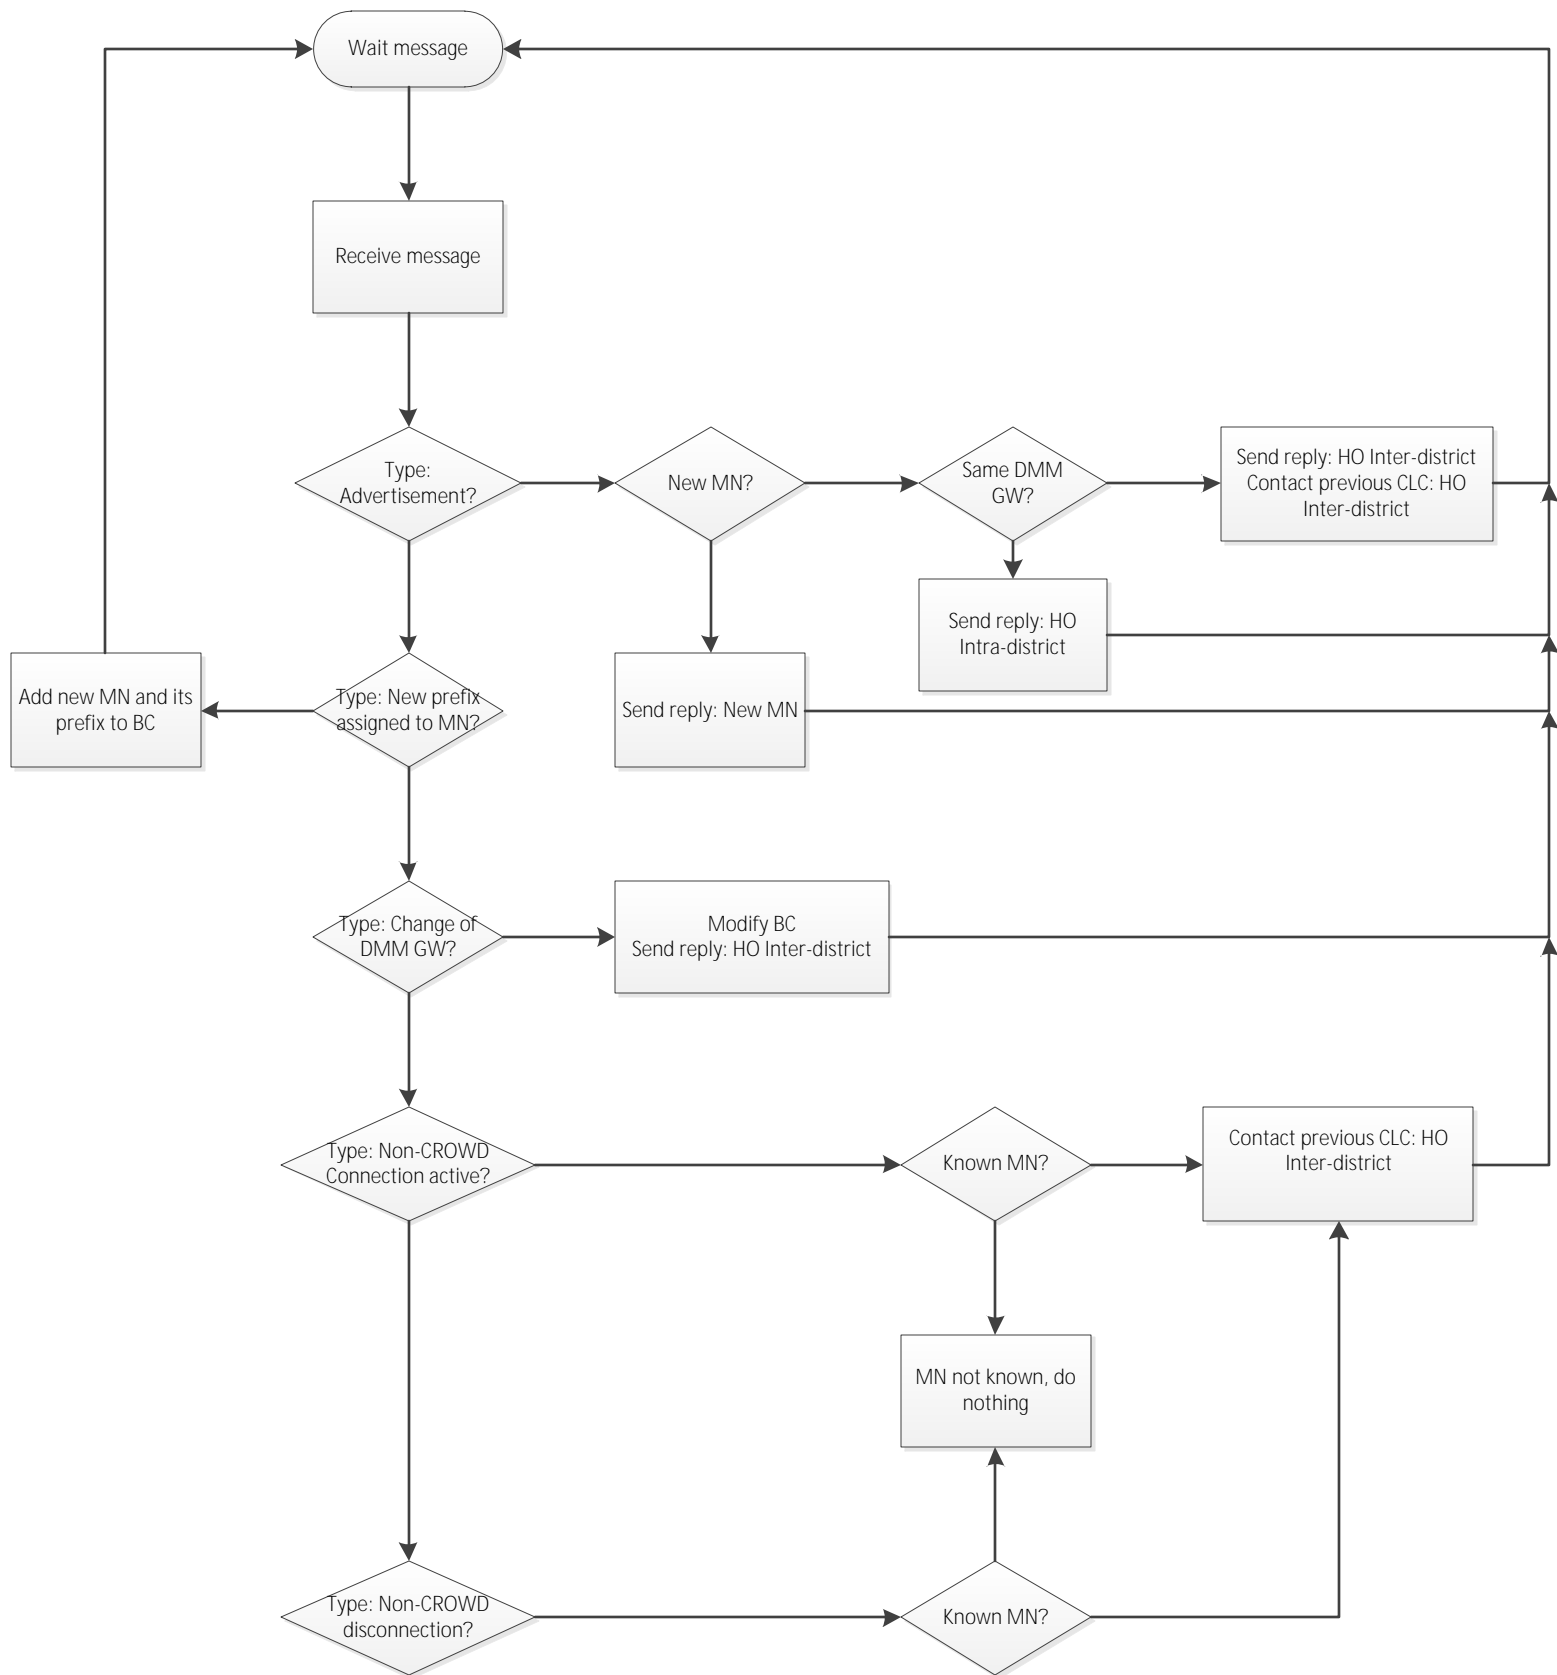 Wait message
Receive message
Type:
Advertisement?
New MN?
Same DMM
GW?
Send reply: HO Inter-district
Contact previous CLC: HO
Inter-district
Send reply: HO
Intra-district
Add new MN and its
prefix to BC
Type: New prefix
assigned to MN?
Send reply: New MN
Type: Change of
DMM GW?
Modify BC
Send reply: HO Inter-district
Type: Non-CROWD
Connection active?
Known MN?
Contact previous CLC: HO
Inter-district
MN not known, do
nothing
Type: Non-CROWD
disconnection?
Known MN?